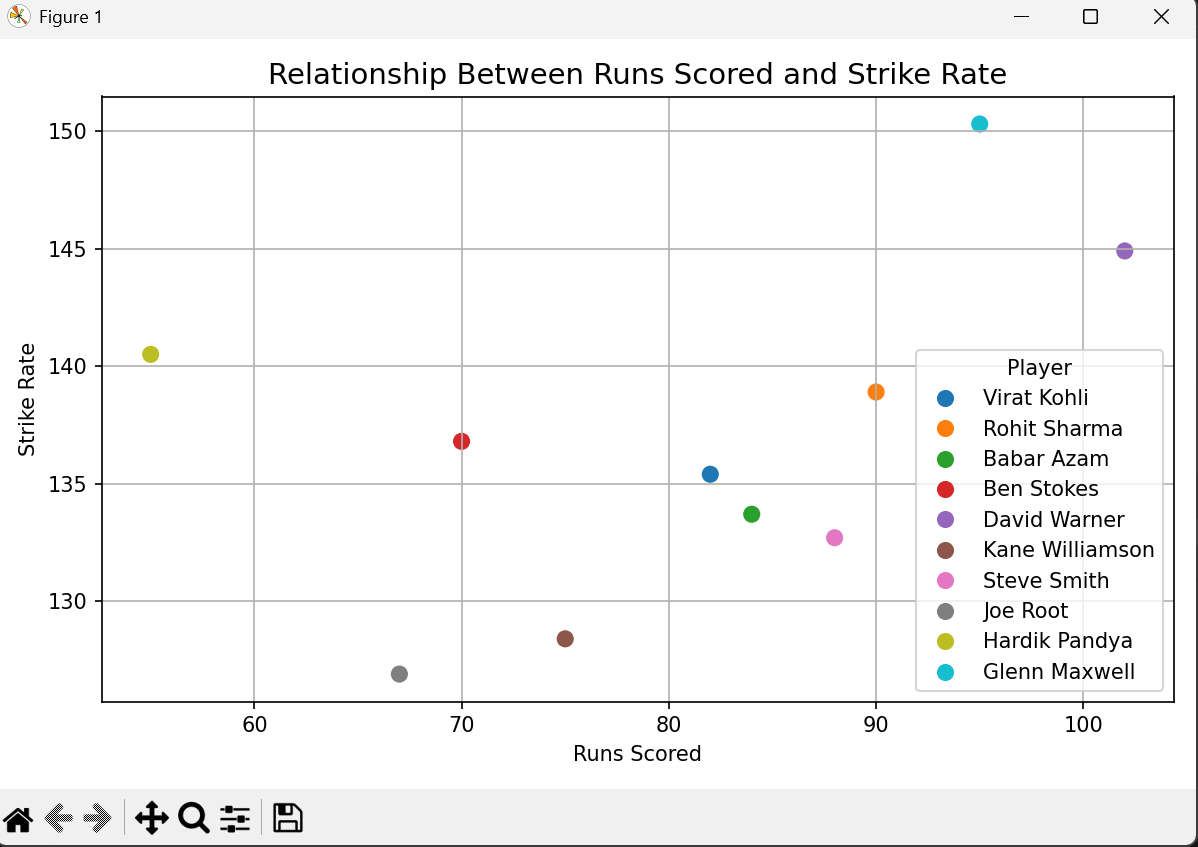 Figure 1
Relationship Between Runs Scored and Strike Rate
150
145
140
135
130
Strike Rate
60 70 80 90 100
Runs Scored
Player
Virat Kohli
Rohit Sharma
Babar Azam
Ben Stokes
David Warner
Kane Williamson
Steve Smith
Joe Root
Hardik Pandya
Glenn Maxwell